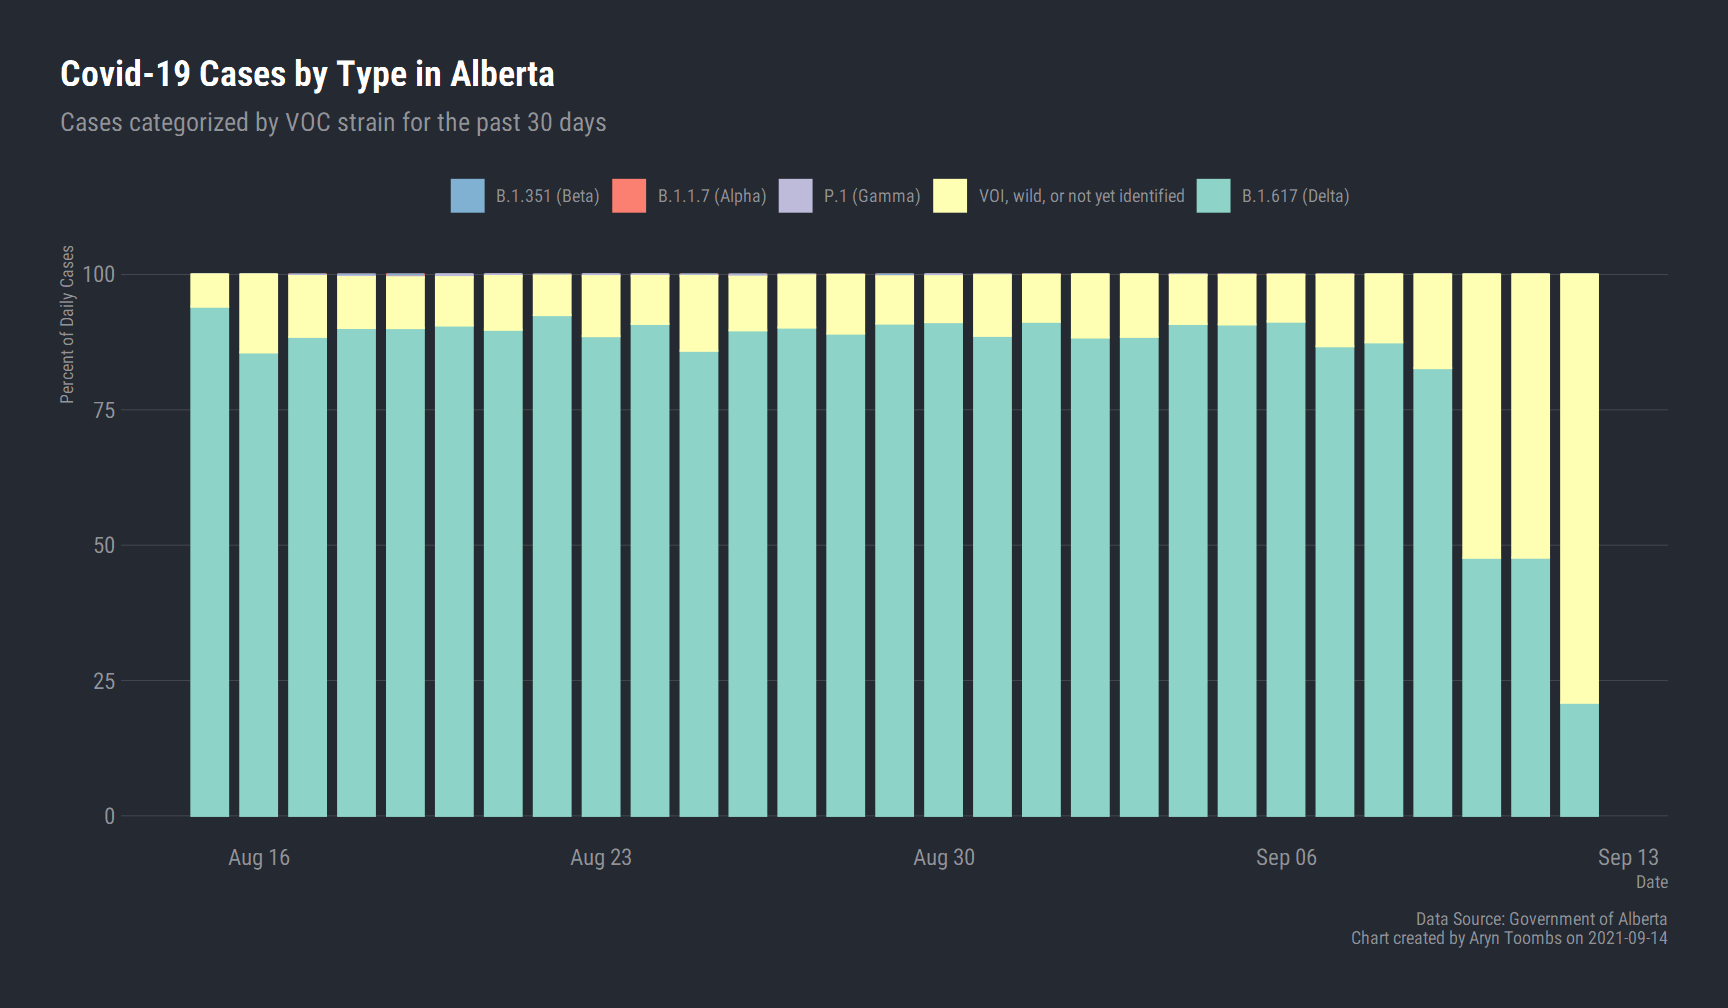 Covid-19 Cases by Type in Alberta
Cases categorized by VOC strain for the past 30 days
B.1.351 (Beta) B.1.1.7 (Alpha) P.1 (Gamma) VOI, wild, or not yet identified B.1.617 (Delta)
Percent of Daily Cases
100
75
50
25
0
Aug 16 Aug 23 Aug 30 Sep 06 Sep 13
Date
Data Source: Government of Alberta
Chart created by Aryn Toombs on 2021-09-14